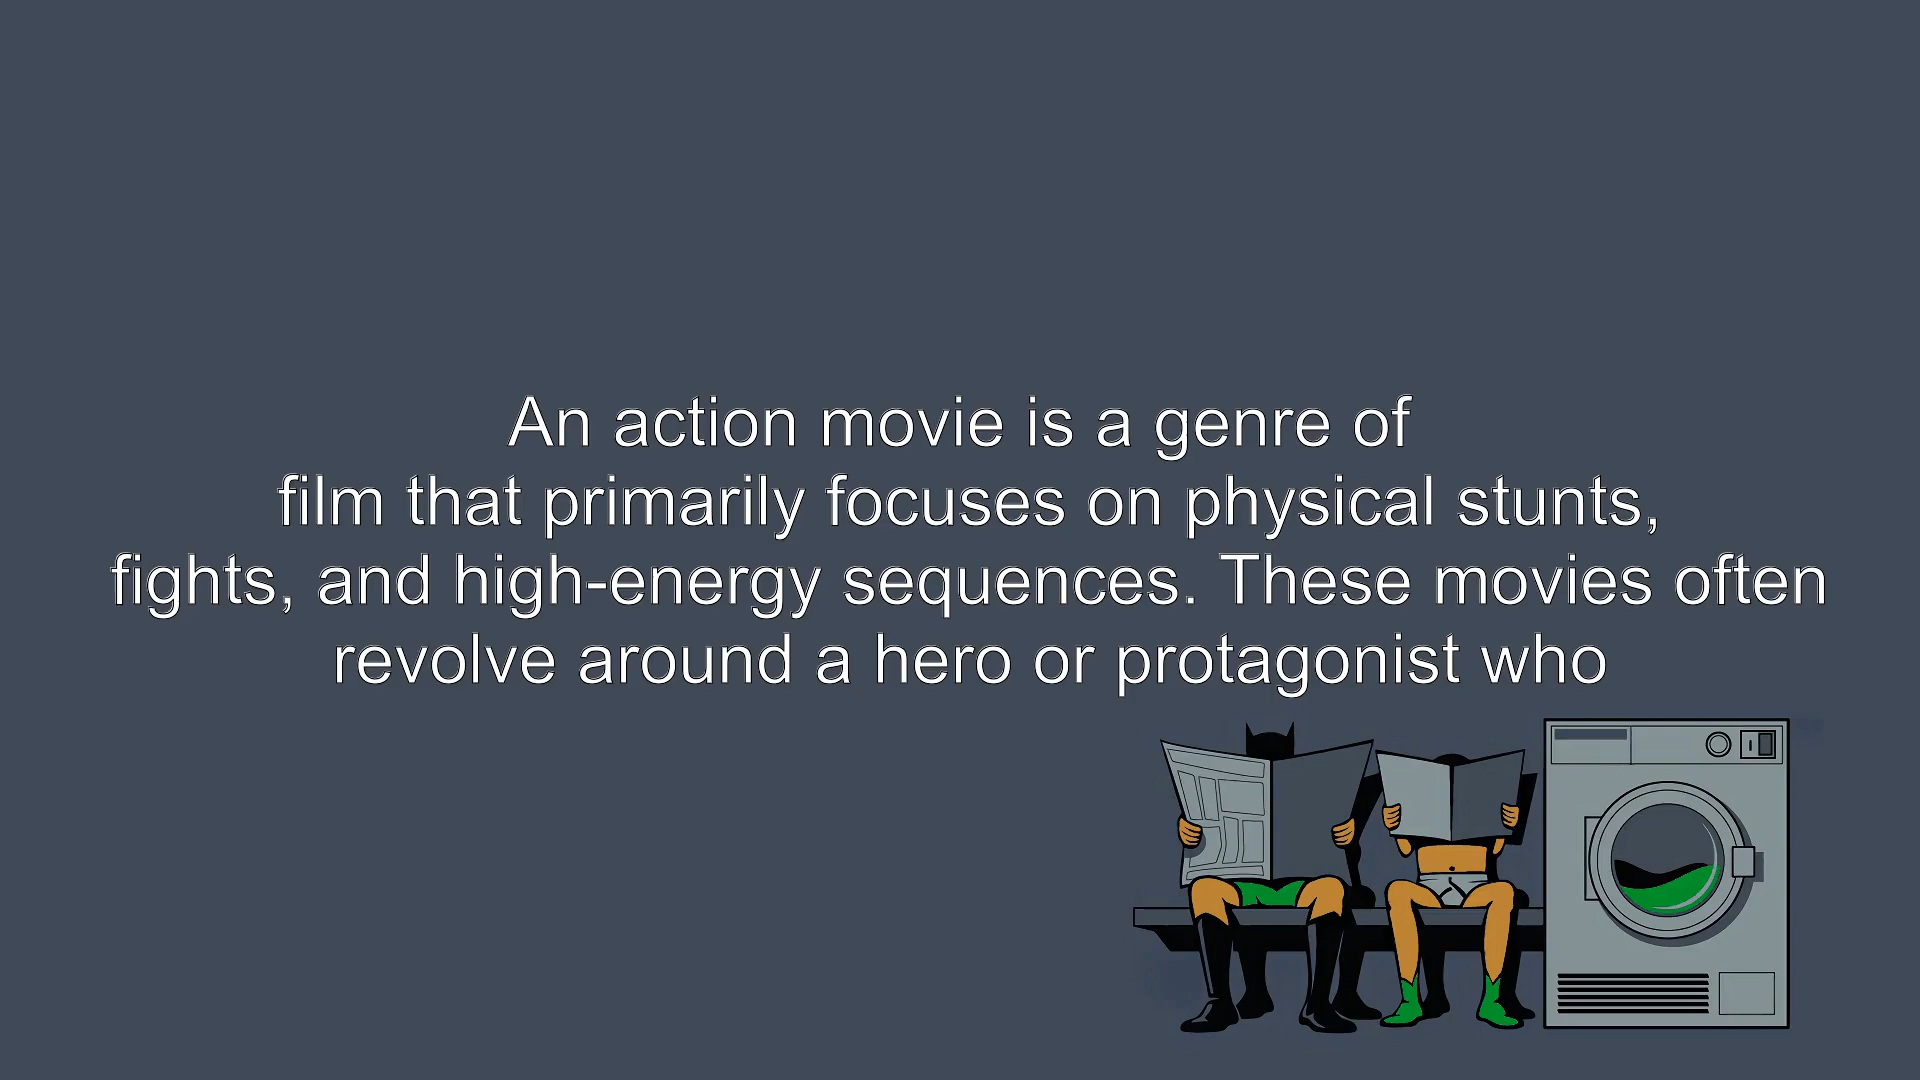 An action movie is a genre of
film that primarily focuses on physical stunts,
fights, and high-energy sequences. These movies often
revolve around a hero or protagonist who